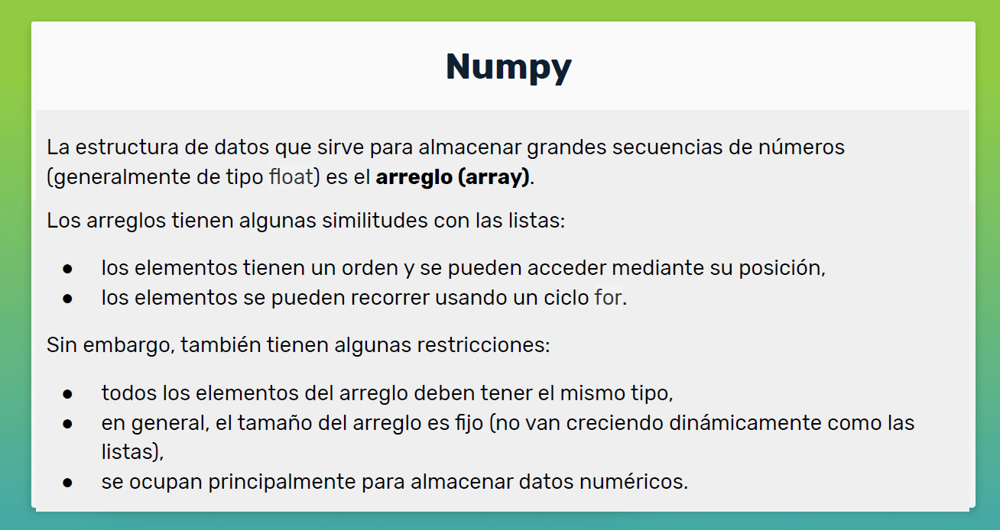 Numpy
La estructura de datos que sirve para almacenar grandes secuencias de números
(generalmente de tipo float) es el arreglo (array).
Los arreglos tienen algunas similitudes con las listas:
● los elementos tienen un orden y se pueden acceder mediante su posición,
● los elementos se pueden recorrer usando un ciclo for.
Sin embargo, también tienen algunas restricciones:
● todos los elementos del arreglo deben tener el mismo tipo,
● en general, el tamaño del arreglo es fijo (no van creciendo dinámicamente como las
listas),
● se ocupan principalmente para almacenar datos numéricos.